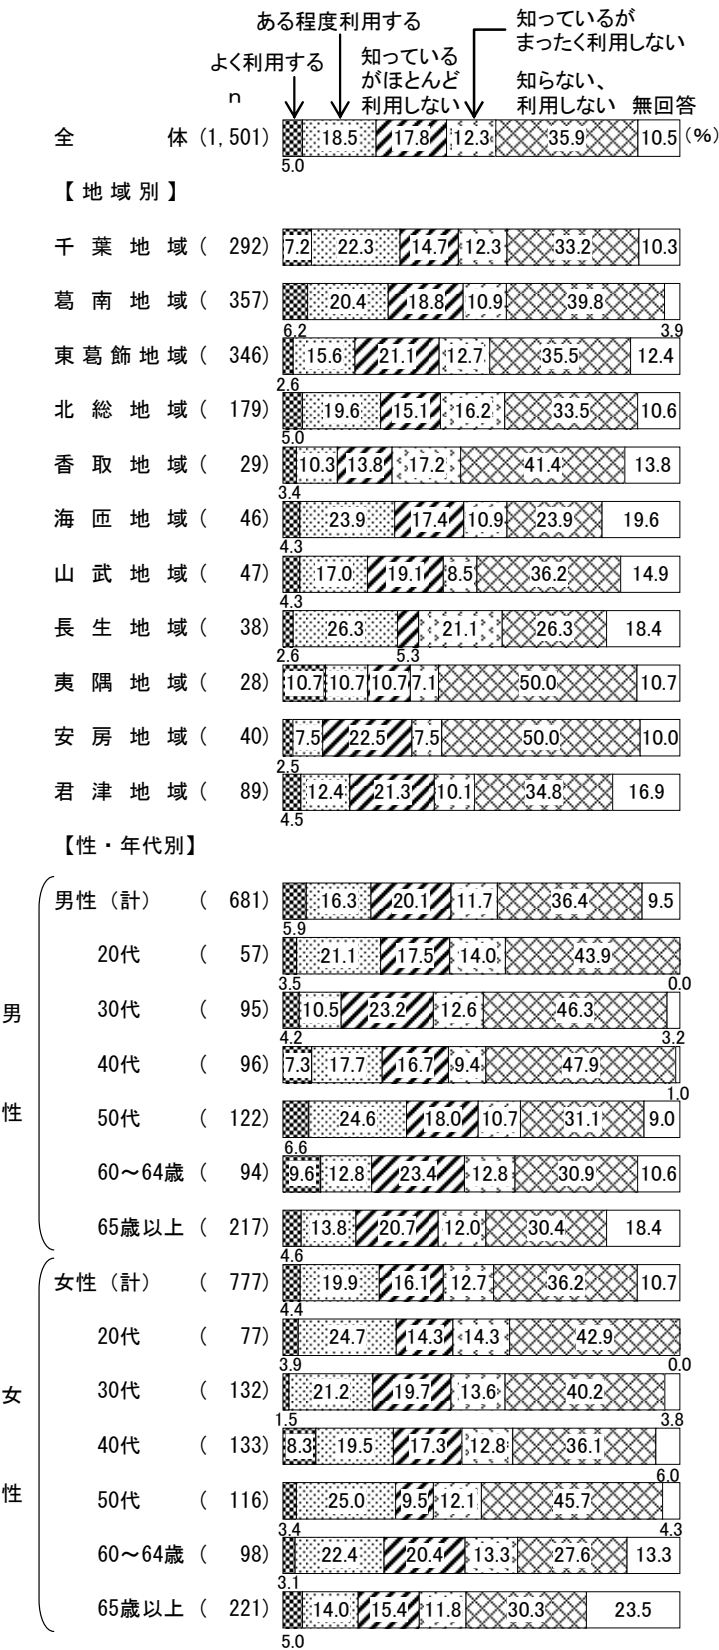 ある程度利用する
知っているが
まったく利用しない
よく利用する
知っている
がほとんど
利用しない
知らない、
利用しない
無回答
n
全 体 (1,501) 18.5 17.8 12.3 35.9 10.5 (%)
5.0
【地域別】
千葉地域( 292) 7.2 22.3 14.7 12.3 33.2 10.3
葛南地域( 357) 20.4 18.8 10.9 39.8
6.2 3.9
東葛飾地域( 346) 15.6 21.1 12.7 35.5 12.4
2.6
北総地域( 179) 19.6 15.1 16.2 33.5 10.6
5.0
香取地域( 29) 10.3 13.8 17.2 41.4 13.8
3.4
海匝地域( 46) 23.9 17.4 10.9 23.9 19.6
4.3
山武地域( 47) 17.0 19.1 8.5 36.2 14.9
4.3
長生地域( 38) 26.3 21.1 26.3 18.4
2.6 5.3
夷隅地域( 28) 10.7 10.7 10.7 7.1 50.0 10.7
安房地域( 40) 7.5 22.5 7.5 50.0 10.0
2.5
君津地域( 89) 12.4 21.3 10.1 34.8 16.9
4.5
【性・年代別】
男性
男性(計) ( 681) 16.3 20.1 11.7 36.4 9.5
5.9
20代 ( 57) 21.1 17.5 14.0 43.9
3.5 0.0
30代 ( 95) 10.5 23.2 12.6 46.3
4.2 3.2
40代 ( 96) 7.3 17.7 16.7 9.4 47.9
1.0
50代 ( 122) 24.6 18.0 10.7 31.1 9.0
6.6
60～64歳 ( 94) 9.6 12.8 23.4 12.8 30.9 10.6
65歳以上 ( 217) 13.8 20.7 12.0 30.4 18.4
4.6
女性
女性(計) ( 777) 19.9 16.1 12.7 36.2 10.7
4.4
20代 ( 77) 24.7 14.3 14.3 42.9
3.9 0.0
30代 ( 132) 21.2 19.7 13.6 40.2
1.5 3.8
40代 ( 133) 8.3 19.5 17.3 12.8 36.1
6.0
50代 ( 116) 25.0 9.5 12.1 45.7
3.4 4.3
60～64歳 ( 98) 22.4 20.4 13.3 27.6 13.3
3.1
65歳以上 ( 221) 14.0 15.4 11.8 30.3 23.5
5.0